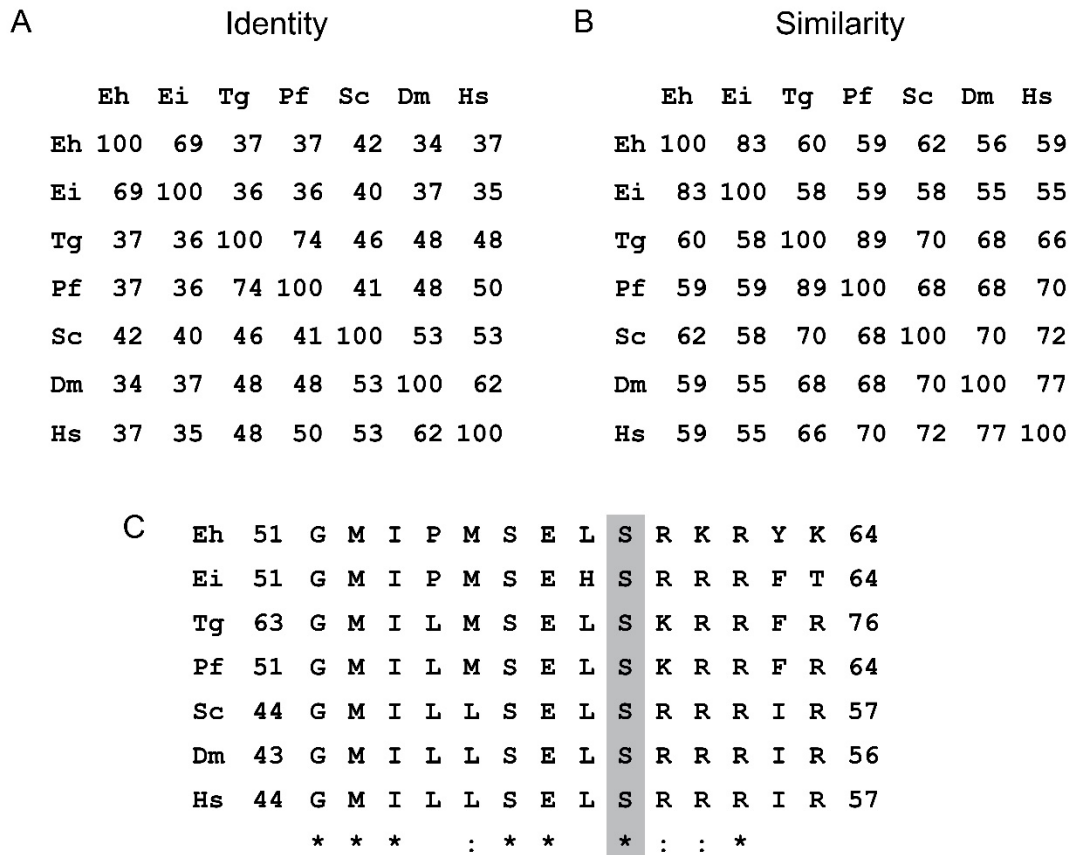 A Identity
Eh Ei Tg Pf Sc Dm Hs
Eh 100 69 37 37 42 34 37
Ei 69 100 36 36 40 37 35
Tg 37 36 100 74 46 48 48
Pf 37 36 74 100 41 48 50
Sc 42 40 46 41 100 53 53
Dm 34 37 48 48 53 100 62
Hs 37 35 48 50 53 62 100
B Similarity
Eh Ei Tg Pf Sc Dm Hs
Eh 100 83 60 59 62 56 59
Ei 83 100 58 59 58 55 55
Tg 60 58 100 89 70 68 66
Pf 59 59 89 100 68 68 70
Sc 62 58 70 68 100 70 72
Dm 59 55 68 68 70 100 77
Hs 59 55 66 70 72 77 100
C Eh 51 G M I P M S E L S R K R Y K 64
Ei 51 G M I P M S E H S R R R F T 64
Tg 63 G M I L M S E L S K R R F R 76
Pf 51 G M I L M S E L S K R R F R 64
Sc 44 G M I L L S E L S R R R I R 57
Dm 43 G M I L L S E L S R R R I R 56
Hs 44 G M I L L S E L S R R R I R 57
* * * : * * * : : *